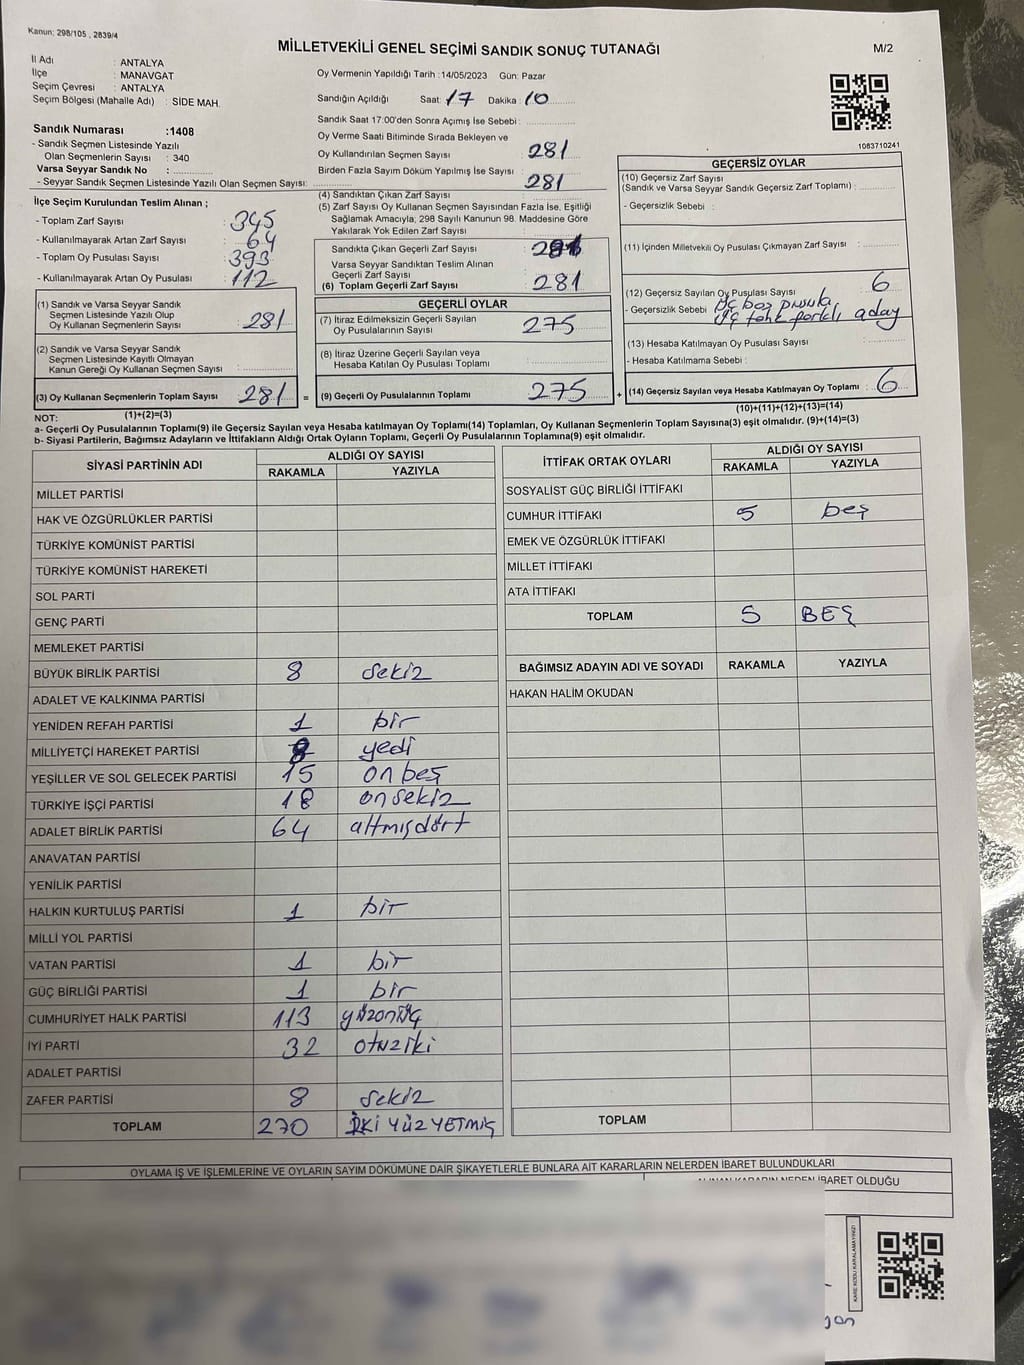 Kanun; 298/105 , 2839/4
MİLLETVEKİLİ GENEL SEÇİMİ SANDIK SONUÇ TUTANAĞI
M/2
İl Adı : ANTALYA
İlçe : MANAVGAT
Seçim Çevresi : ANTALYA
Seçim Bölgesi (Mahalle Adı) : SİDE MAH.
Sandık Numarası :1408
- Sandık Seçmen Listesinde Yazılı
Olan Seçmenlerin Sayısı : 340
Varsa Seyyar Sandık No :
- Seyyar Sandık Seçmen Listesinde Yazılı Olan Seçmen Sayısı:
İlçe Seçim Kurulundan Teslim Alınan ;
- Toplam Zarf Sayısı : 345
- Kullanılmayarak Artan Zarf Sayısı : 64
- Toplam Oy Pusulası Sayısı : 393
- Kullanılmayarak Artan Oy Pusulası : 112
(1) Sandık ve Varsa Seyyar Sandık
Seçmen Listesinde Yazılı Olup
Oy Kullanan Seçmenlerin Sayısı : 281
(2) Sandık ve Varsa Seyyar Sandık
Seçmen Listesinde Kayıtlı Olmayan
Kanun Gereği Oy Kullanan Seçmen Sayısı :
(3) Oy Kullanan Seçmenlerin Toplam Sayısı : 281 =
(1)+(2)=(3)
Oy Vermenin Yapıldığı Tarih :14/05/2023 Gün: Pazar
Sandığın Açıldığı Saat: 17 Dakika : 10
Sandık Saat 17:00'den Sonra Açımış İse Sebebi :
Oy Verme Saati Bitiminde Sırada Bekleyen ve
Oy Kullandırılan Seçmen Sayısı : 281
Birden Fazla Sayım Döküm Yapılmış İse Sayısı : 281
(4) Sandıktan Çıkan Zarf Sayısı :
(5) Zarf Sayısı Oy Kullanan Seçmen Sayısından Fazla İse, Eşitliği
Sağlamak Amacıyla; 298 Sayılı Kanunun 98. Maddesine Göre
Yakılarak Yok Edilen Zarf Sayısı :
Sandıkta Çıkan Geçerli Zarf Sayısı : 281
Varsa Seyyar Sandıktan Teslim Alınan
Geçerli Zarf Sayısı :
(6) Toplam Geçerli Zarf Sayısı : 281
GEÇERLİ OYLAR
(7) İtiraz Edilmeksizin Geçerli Sayılan
Oy Pusulalarının Sayısı : 275
(8) İtiraz Üzerine Geçerli Sayılan veya
Hesaba Katılan Oy Pusulası Toplamı :
(9) Geçerli Oy Pusulalarının Toplamı : 275 +
1083710241
GEÇERSİZ OYLAR
(10) Geçersiz Zarf Sayısı
(Sandık ve Varsa Seyyar Sandık Geçersiz Zarf Toplamı) :
- Geçersizlik Sebebi :
(11) İçinden Milletvekili Oy Pusulası Çıkmayan Zarf Sayısı :
(12) Geçersiz Sayılan Oy Pusulası Sayısı : 6
- Geçersizlik Sebebi : üç boş pusula
üç farklı aday
(13) Hesaba Katılmayan Oy Pusulası Sayısı :
- Hesaba Katılmama Sebebi :
(14) Geçersiz Sayılan veya Hesaba Katılmayan Oy Toplamı : 6
(10)+(11)+(12)+(13)=(14)
NOT:
a- Geçerli Oy Pusulalarının Toplamı(9) ile Geçersiz Sayılan veya Hesaba katılmayan Oy Toplamı(14) Toplamları, Oy Kullanan Seçmenlerin Toplam Sayısına(3) eşit olmalıdır. (9)+(14)=(3)
b- Siyasi Partilerin, Bağımsız Adayların ve İttifakların Aldığı Ortak Oyların Toplamı, Geçerli Oy Pusulalarının Toplamına(9) eşit olmalıdır.
SİYASİ PARTİNİN ADI ALDIĞI OY SAYISI
RAKAMLA YAZIYLA
MİLLET PARTİSİ
HAK VE ÖZGÜRLÜKLER PARTİSİ
TÜRKİYE KOMÜNİST PARTİSİ
TÜRKİYE KOMÜNİST HAREKETİ
SOL PARTİ
GENÇ PARTİ
MEMLEKET PARTİSİ
BÜYÜK BİRLİK PARTİSİ 8 sekiz
ADALET VE KALKINMA PARTİSİ
YENİDEN REFAH PARTİSİ 1 bir
MİLLİYETÇİ HAREKET PARTİSİ yedi
YEŞİLLER VE SOL GELECEK PARTİSİ 15 on beş
TÜRKİYE İŞÇİ PARTİSİ 18 onsekiz
ADALET BİRLİK PARTİSİ 64 altmışdört
ANAVATAN PARTİSİ
YENİLİK PARTİSİ
HALKIN KURTULUŞ PARTİSİ 1 bir
MİLLİ YOL PARTİSİ
VATAN PARTİSİ 1 bir
GÜÇ BİRLİĞİ PARTİSİ 1 bir
CUMHURİYET HALK PARTİSİ 113 yüzonüç
İYİ PARTİ 32 otuziki
ADALET PARTİSİ
ZAFER PARTİSİ 8 sekiz
TOPLAM 270 İKİ YÜZ YETMİŞ
İTTİFAK ORTAK OYLARI ALDIĞI OY SAYISI
RAKAMLA YAZIYLA
SOSYALİST GÜÇ BİRLİĞİ İTTİFAKI
CUMHUR İTTİFAKI 5 beş
EMEK VE ÖZGÜRLÜK İTTİFAKI
MİLLET İTTİFAKI
ATA İTTİFAKI
TOPLAM 5 BEŞ
BAĞIMSIZ ADAYIN ADI VE SOYADI RAKAMLA YAZIYLA
HAKAN HALİM OKUDAN
TOPLAM
OYLAMA İŞ VE İŞLEMLERİNE VE OYLARIN SAYIM DÖKÜMÜNE DAİR ŞİKAYETLERLE BUNLARA AİT KARARLARIN NELERDEN İBARET BULUNDUKLARI
ALINAN KARARIN NEDEN İBARET OLDUĞU
KARE KODU KARALAMAYINIZ!